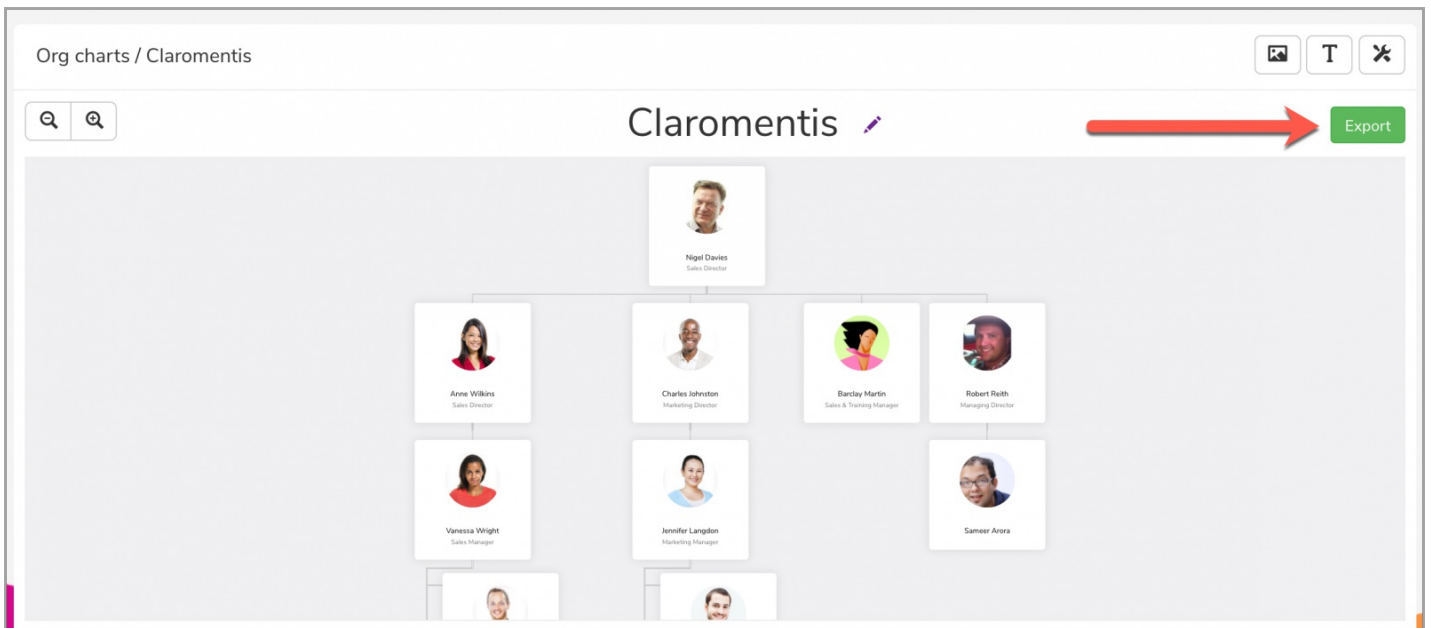 Org charts / Claromentis
T
Claromentis
Export
Nigel Davies
Sales Director
Anne Wilkins
Sales Director
Charles Johnston
Marketing Director
Barclay Martin
Sales & Training Manager
Robert Reith
Managing Director
Vanessa Wright
Sales Manager
Jennifer Langdon
Marketing Manager
Sameer Arora